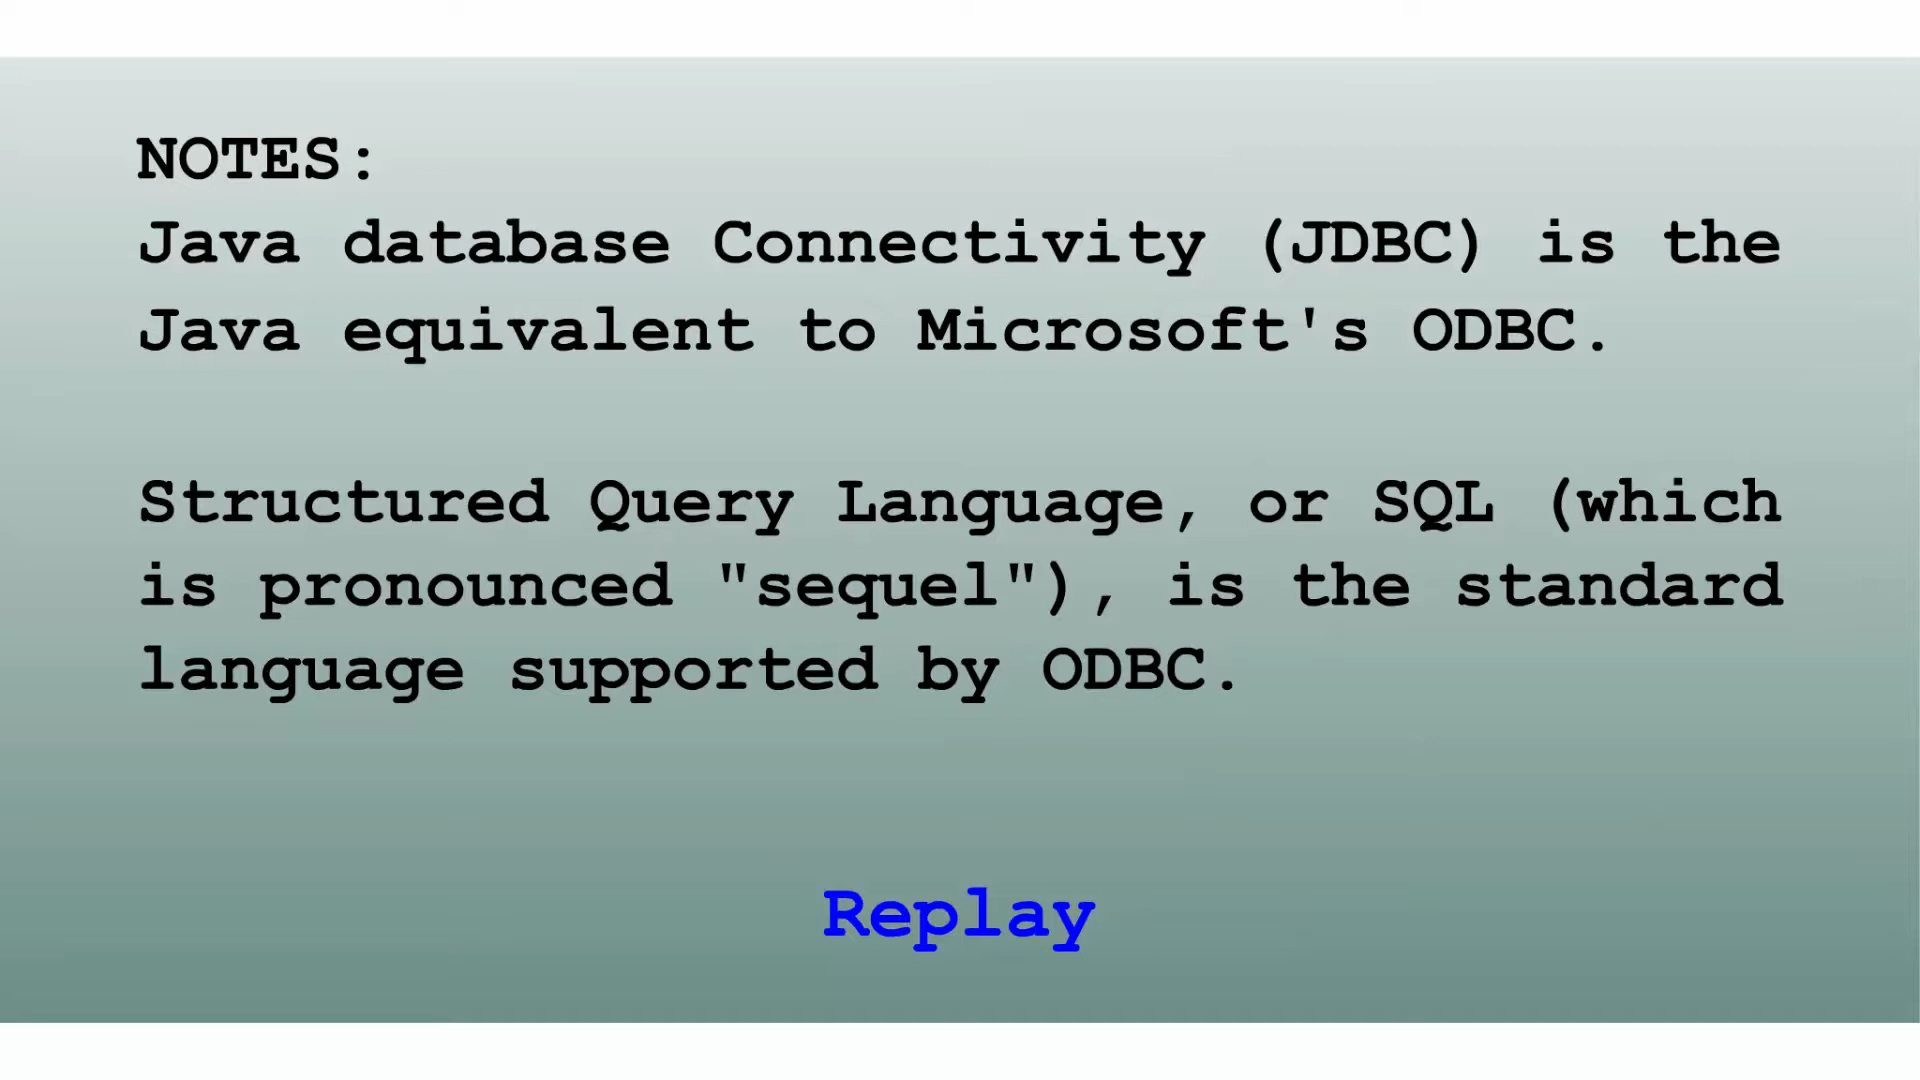 NOTES:
Java database Connectivity (JDBC) is the
Java equivalent to Microsoft's ODBC.
Structured Query Language, or SQL (which
is pronounced "sequel"), is the standard
language supported by ODBC.
Replay